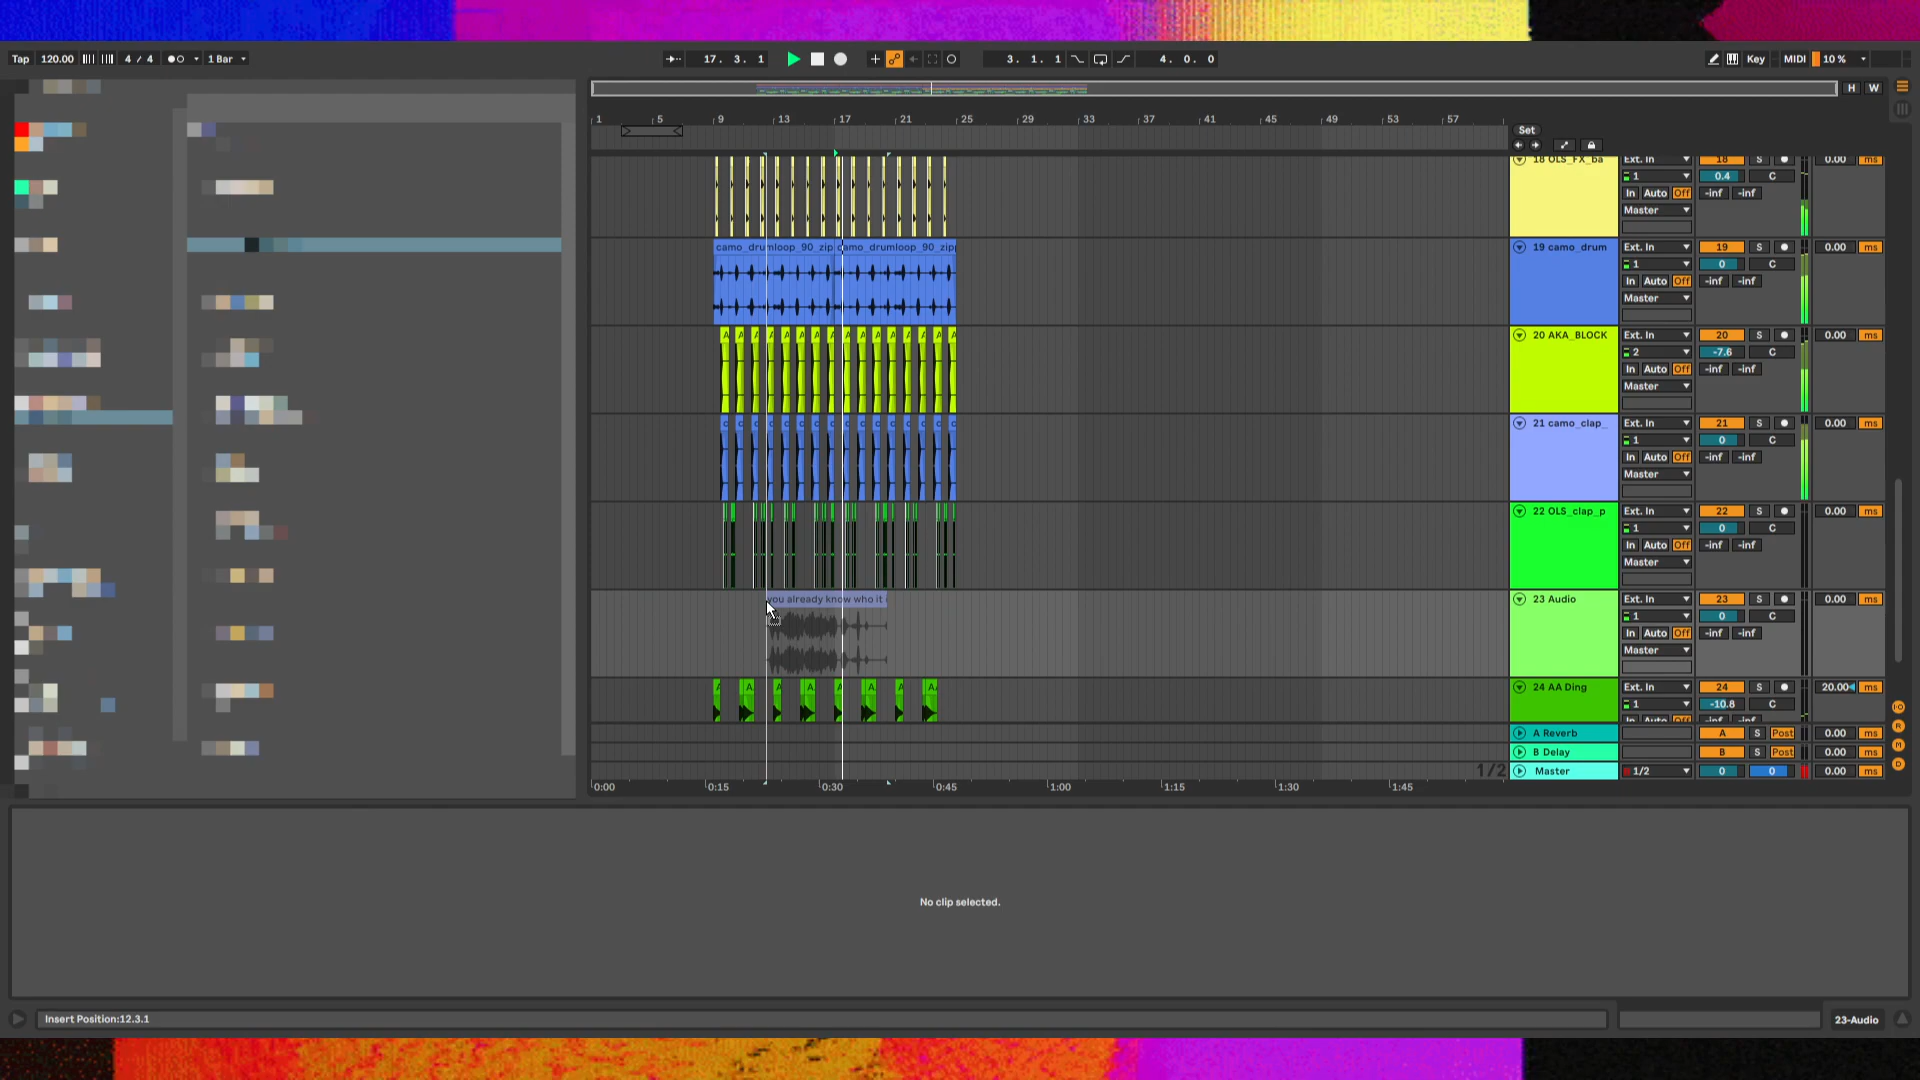 Tap 120.00 4 / 4 1 Bar 17. 3. 1 3. 1. 1 4. 0. 0 Key MIDI 10 %
H W
1 5 9 13 17 21 25 29 33 37 41 45 49 53 57
Set
18 OLS_FX_ba Ext. In 18 S 0.00 ms
1 0.4 C
In Auto Off -inf -inf
Master
camo_drumloop_90_zip camo_drumloop_90_zip 19 camo_drum Ext. In 19 S 0.00 ms
1 0 C
In Auto Off -inf -inf
Master
20 AKA_BLOCK Ext. In 20 S 0.00 ms
2 -7.6 C
In Auto Off -inf -inf
Master
21 camo_clap_ Ext. In 21 S 0.00 ms
1 0 C
In Auto Off -inf -inf
Master
22 OLS_clap_p Ext. In 22 S 0.00 ms
1 0 C
In Auto Off -inf -inf
Master
you already know who it 23 Audio Ext. In 23 S 0.00 ms
1 0 C
In Auto Off -inf -inf
Master
24 AA Ding Ext. In 24 S 20.00 ms
1 -10.8 C
In Auto Off -inf -inf
A Reverb A S Post 0.00 ms
B Delay B S Post 0.00 ms
1/2 Master 1/2 0 0 0.00 ms
0:00 0:15 0:30 0:45 1:00 1:15 1:30 1:45
No clip selected.
Insert Position:12.3.1 23-Audio